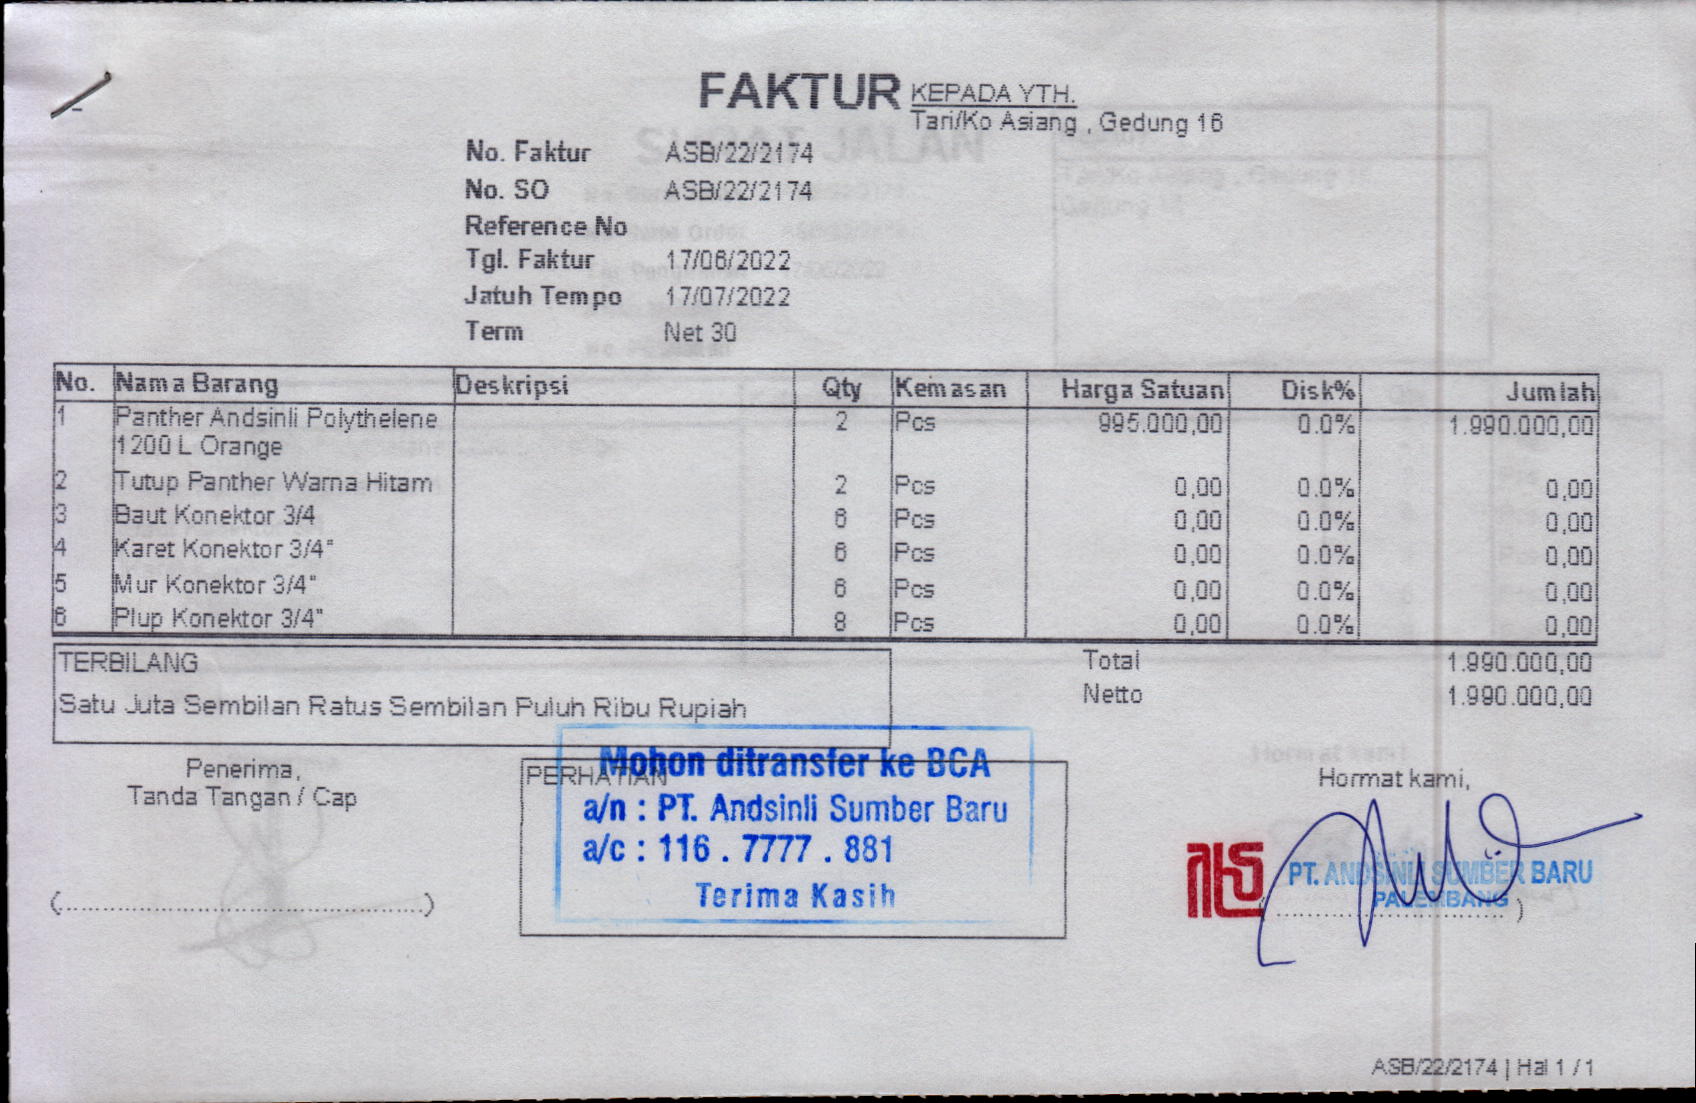 FAKTUR
KEPADA YTH.
Tari/Ko Asiang , Gedung 16
No. Faktur ASB/22/2174
No. SO ASB/22/2174
Reference No
Tgl. Faktur 17/06/2022
Jatuh Tempo 17/07/2022
Term Net 30
No. Nama Barang Deskripsi Qty Kemasan Harga Satuan Disk% Jumlah
1 Panther Andsinli Polythelene 2 Pcs 995.000,00 0.0% 1.990.000,00
1200 L Orange
2 Tutup Panther Warna Hitam 2 Pcs 0,00 0.0% 0,00
3 Baut Konektor 3/4 6 Pcs 0,00 0.0% 0,00
4 Karet Konektor 3/4" 6 Pcs 0,00 0.0% 0,00
5 Mur Konektor 3/4" 6 Pcs 0,00 0.0% 0,00
6 Plup Konektor 3/4" 8 Pcs 0,00 0.0% 0,00
TERBILANG
Satu Juta Sembilan Ratus Sembilan Puluh Ribu Rupiah
Total 1.990.000,00
Netto 1.990.000,00
Penerima,
Tanda Tangan / Cap
(..........................................)
PERHATIAN
Mohon ditransfer ke BCA
a/n : PT. Andsinli Sumber Baru
a/c : 116 . 7777 . 881
Terima Kasih
Hormat kami,
PT. ANDSINLI SUMBER BARU
PALEMBANG
ASB/22/2174 | Hal 1 / 1